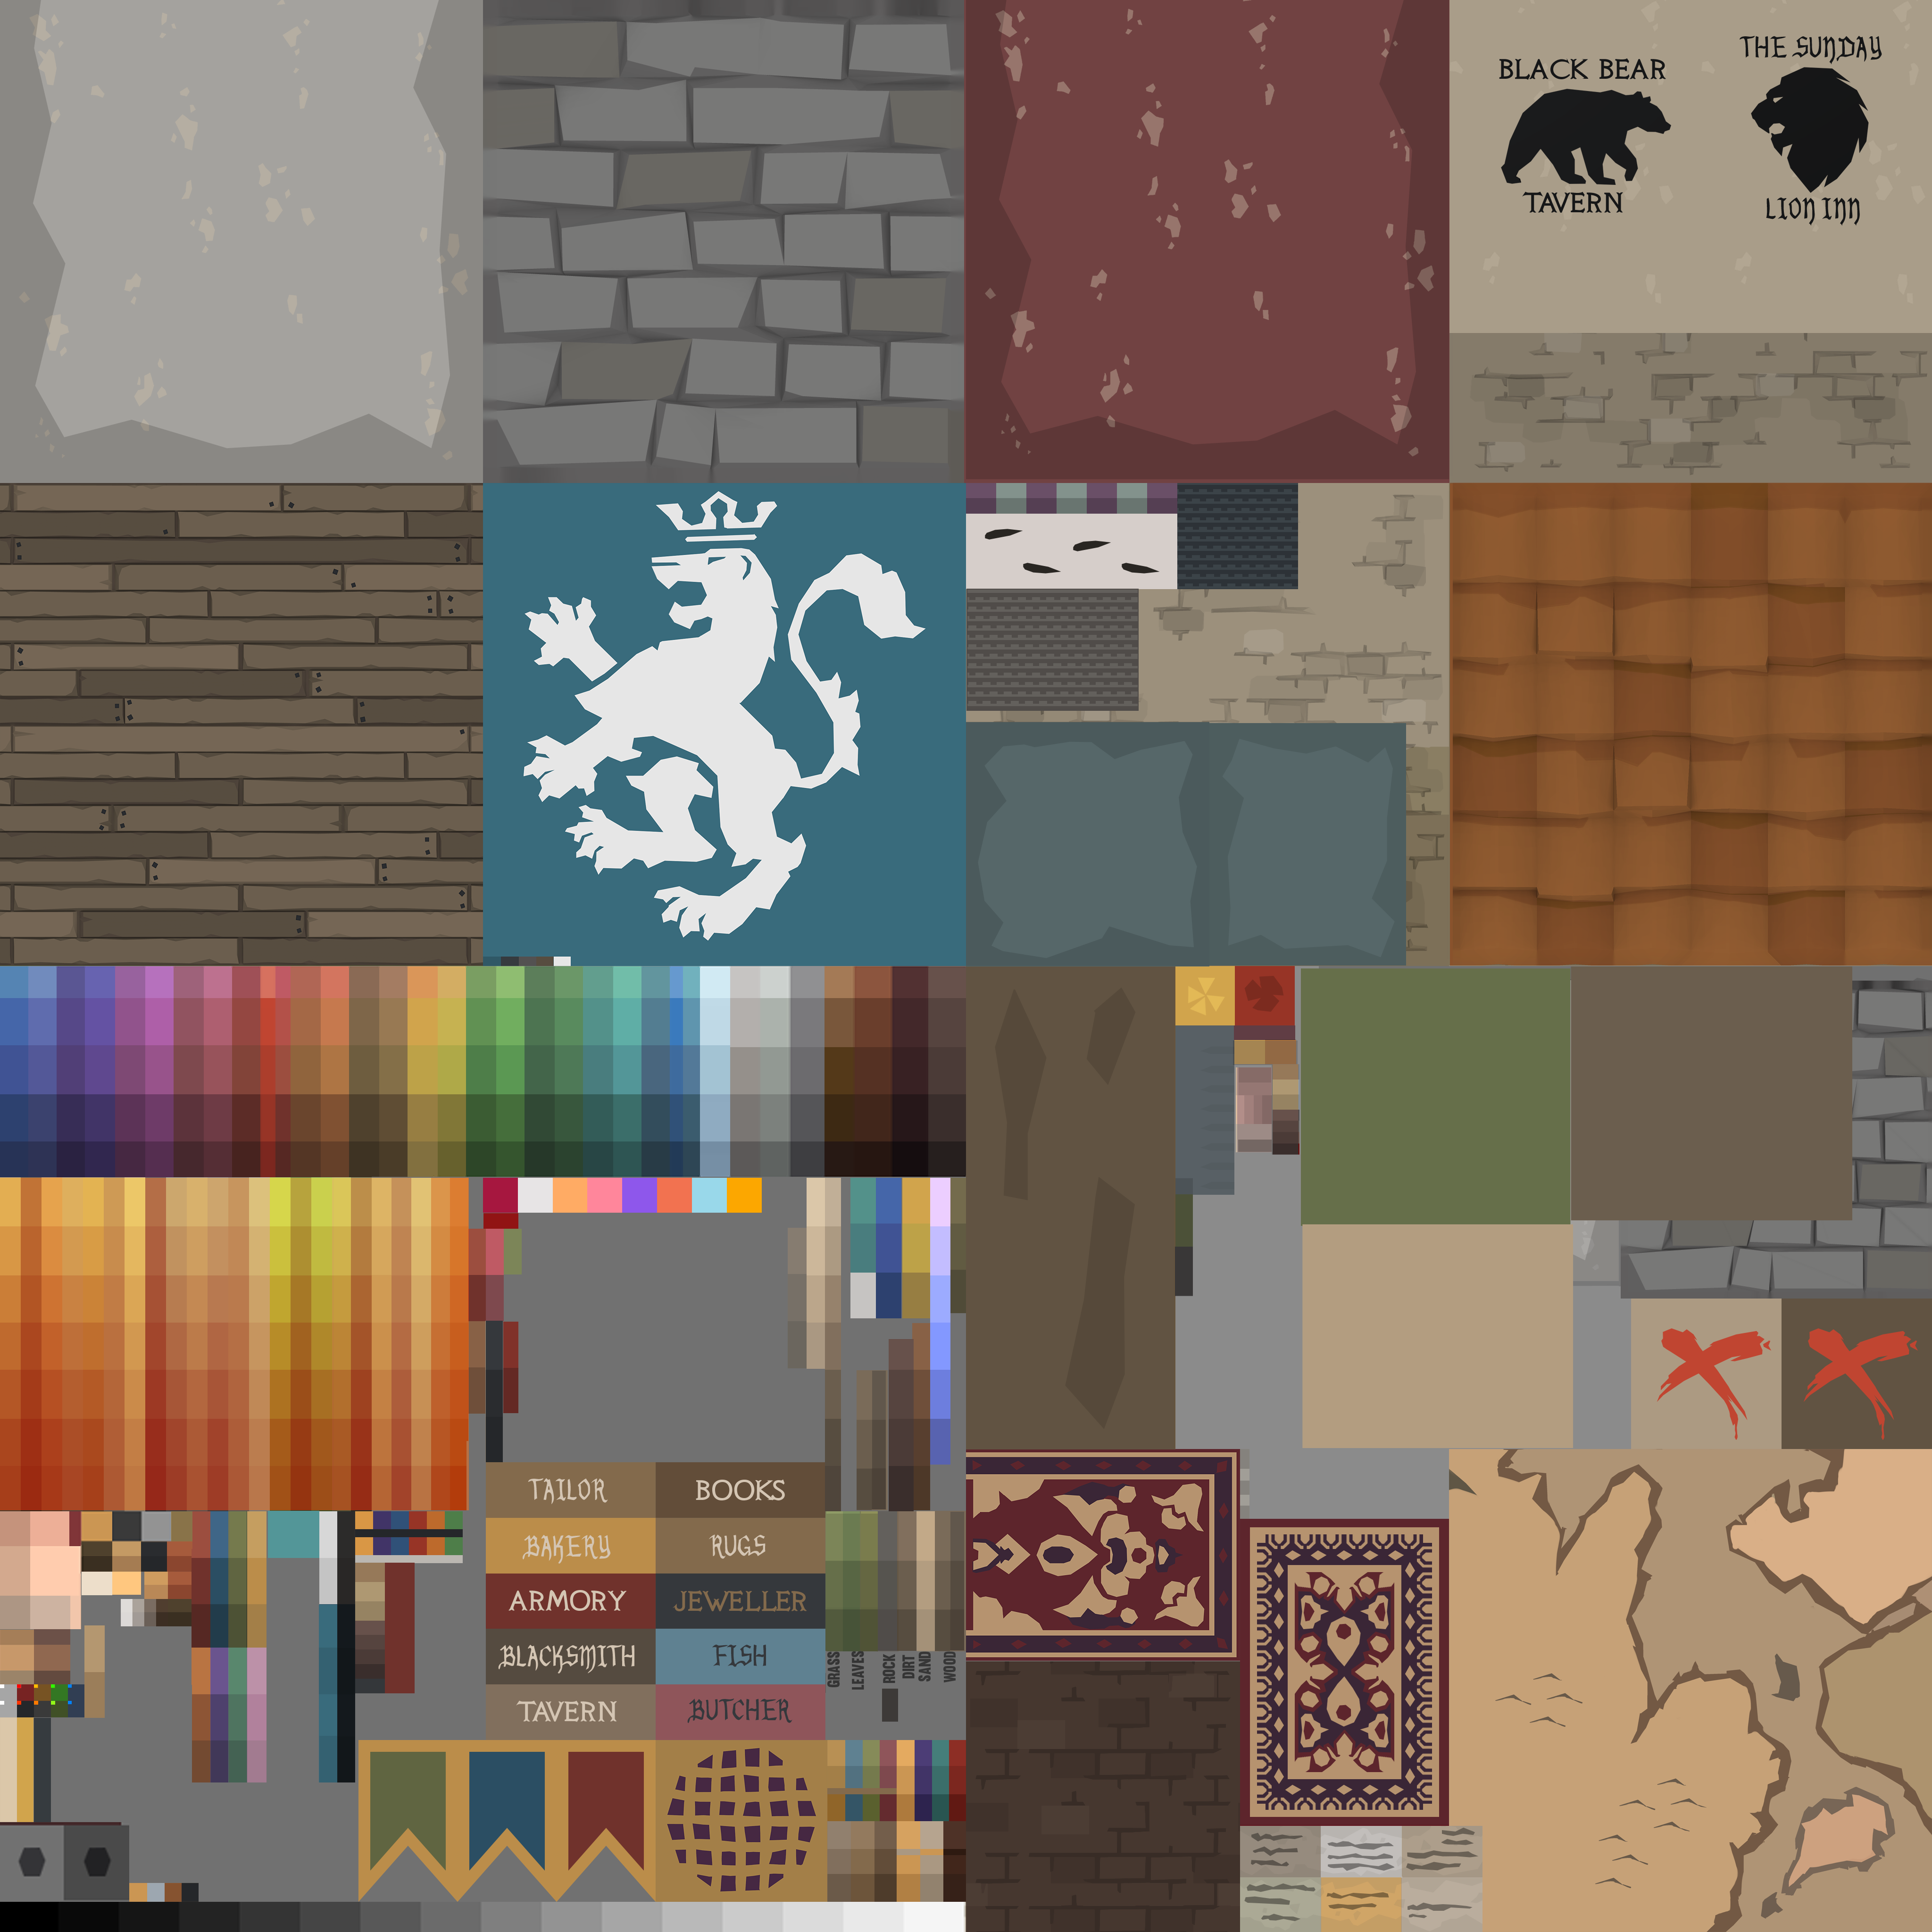 BLACK BEAR
TAVERN
THE SUNDAY
LION INN
TAILOR
BOOKS
BAKERY
RUGS
ARMORY
JEWELLER
BLACKSMITH
FISH
TAVERN
BUTCHER
GRASS
LEAVES
ROCK
DIRT
SAND
WOOD